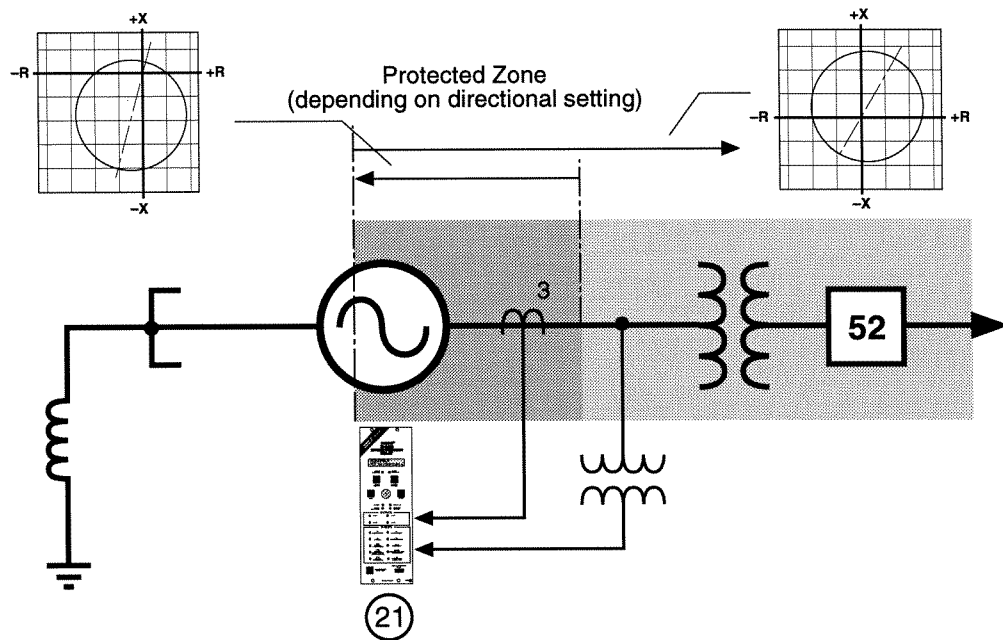 +X
−R
+R
−X
Protected Zone
(depending on directional setting)
+X
−R
+R
−X
3
52
21